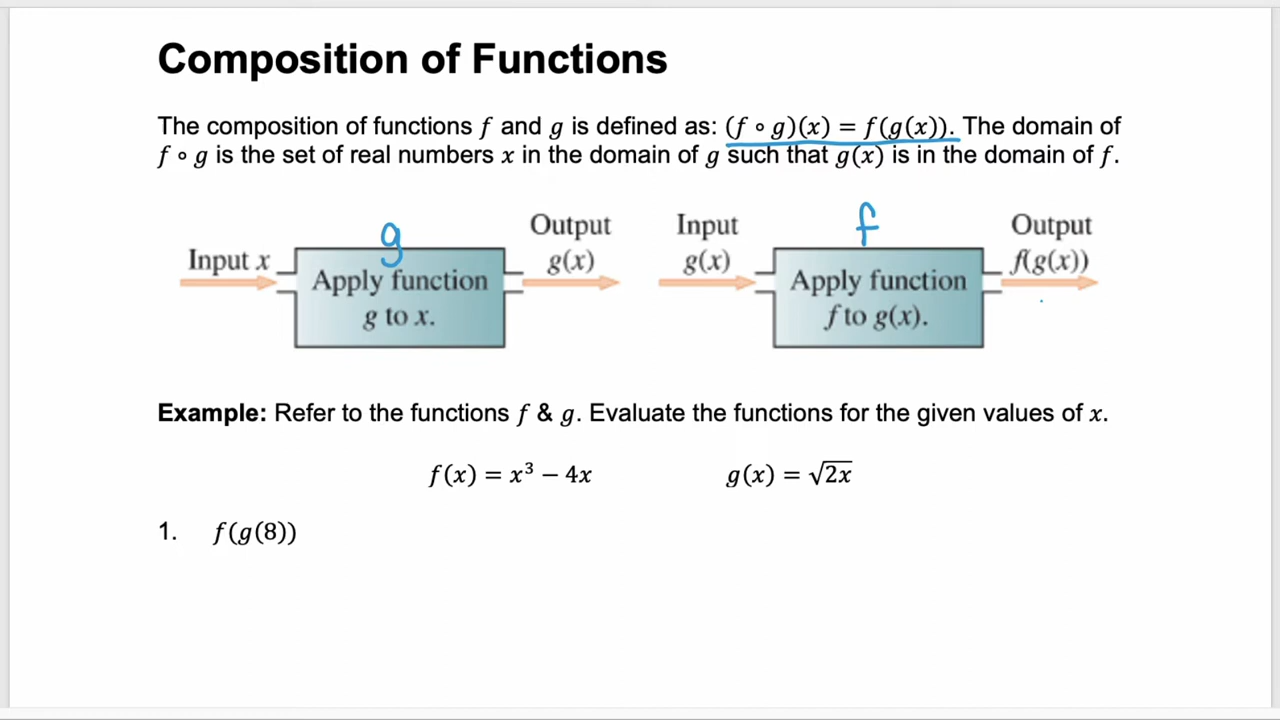 Composition of Functions
The composition of functions f and g is defined as: (f ∘ g)(x) = f(g(x)). The domain of
f ∘ g is the set of real numbers x in the domain of g such that g(x) is in the domain of f.
g f
Output Input Output
Input x g(x) g(x) f(g(x))
Apply function Apply function
g to x. f to g(x).
Example: Refer to the functions f & g. Evaluate the functions for the given values of x.
f(x) = x³ − 4x g(x) = √2x
1. f(g(8))